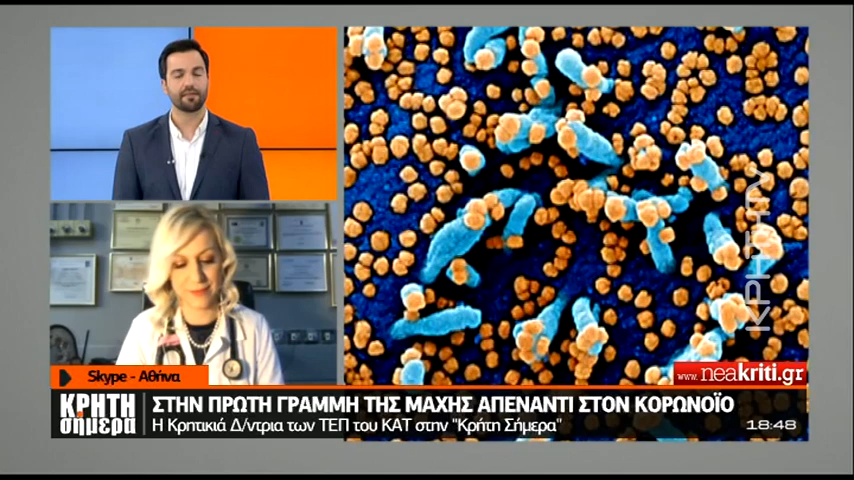 ΚΡΗΤΗ TV
Skype - Αθήνα
www.neakriti.gr
ΚΡΗΤΗ
σήμερα
ΣΤΗΝ ΠΡΩΤΗ ΓΡΑΜΜΗ ΤΗΣ ΜΑΧΗΣ ΑΠΕΝΑΝΤΙ ΣΤΟΝ ΚΟΡΩΝΟΪΟ
Η Κρητικιά Δ/ντρια των ΤΕΠ του ΚΑΤ στην "Κρήτη Σήμερα"
18:48